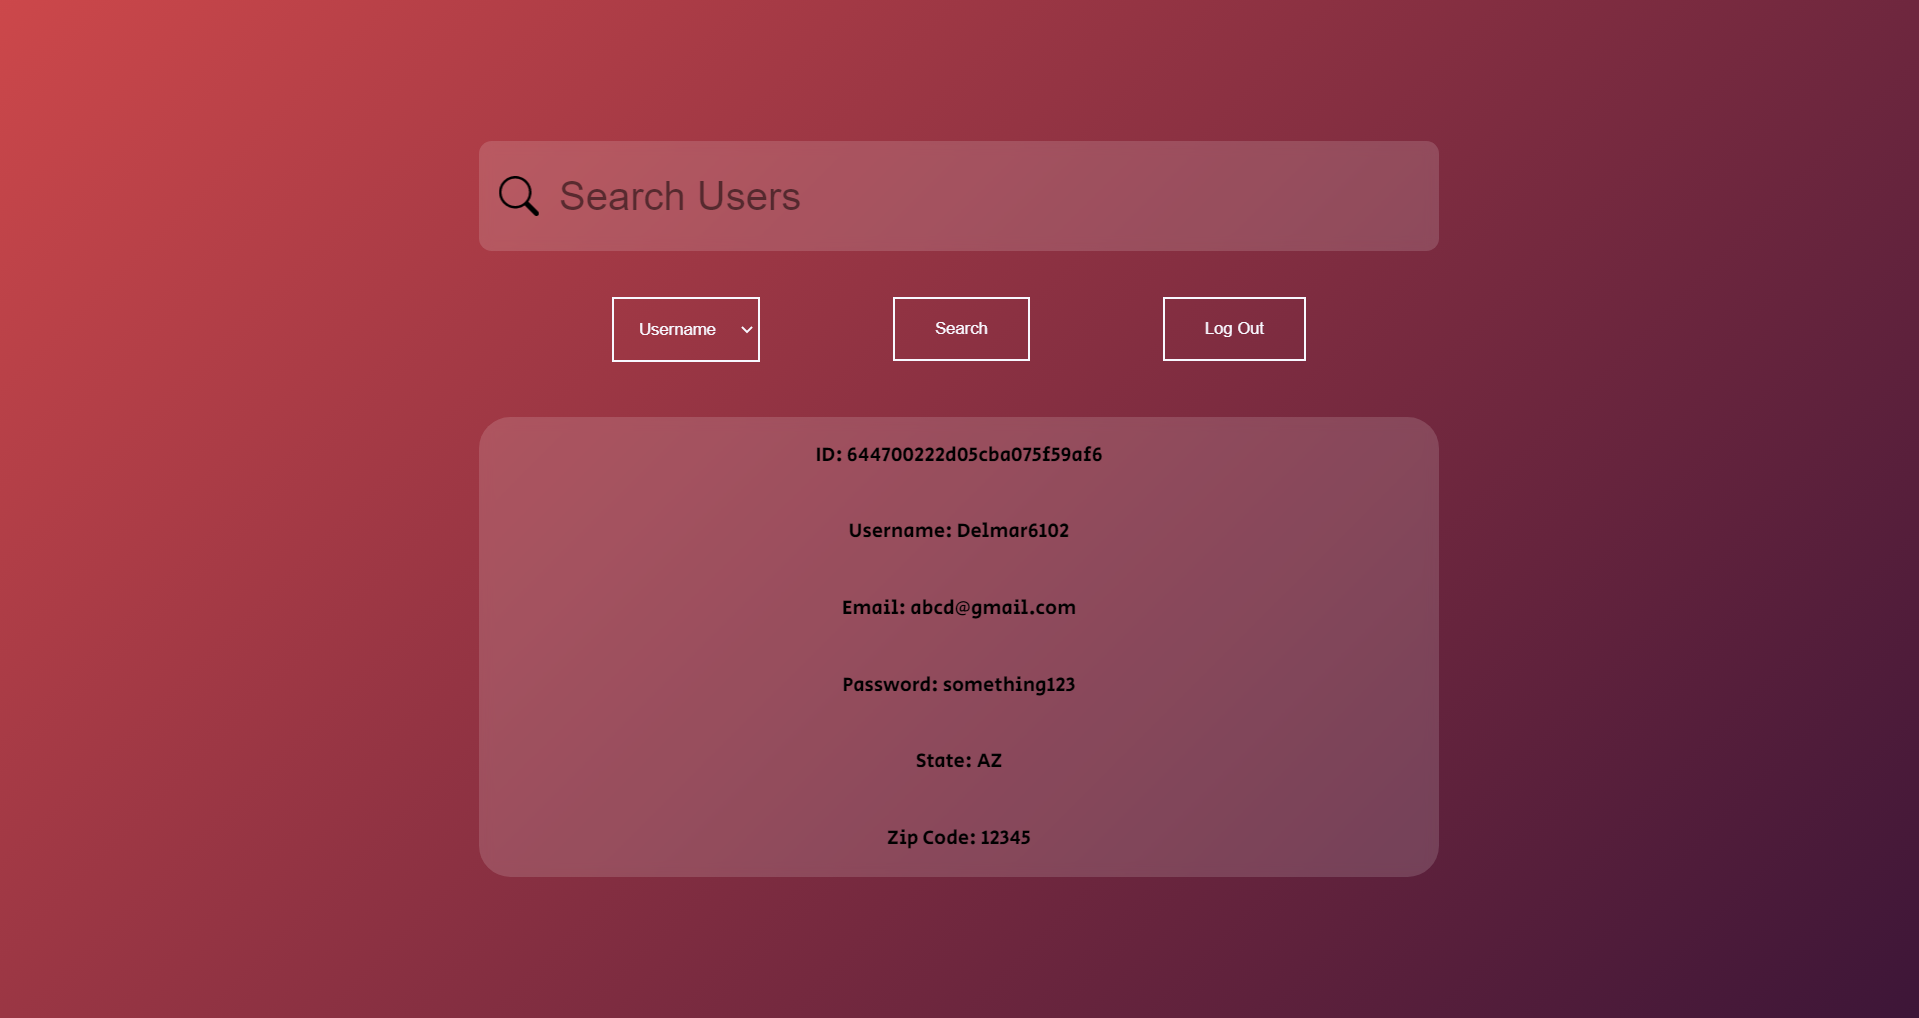 Search Users
Username
Search
Log Out
ID: 644700222d05cba075f59af6
Username: Delmar6102
Email: abcd@gmail.com
Password: something123
State: AZ
Zip Code: 12345